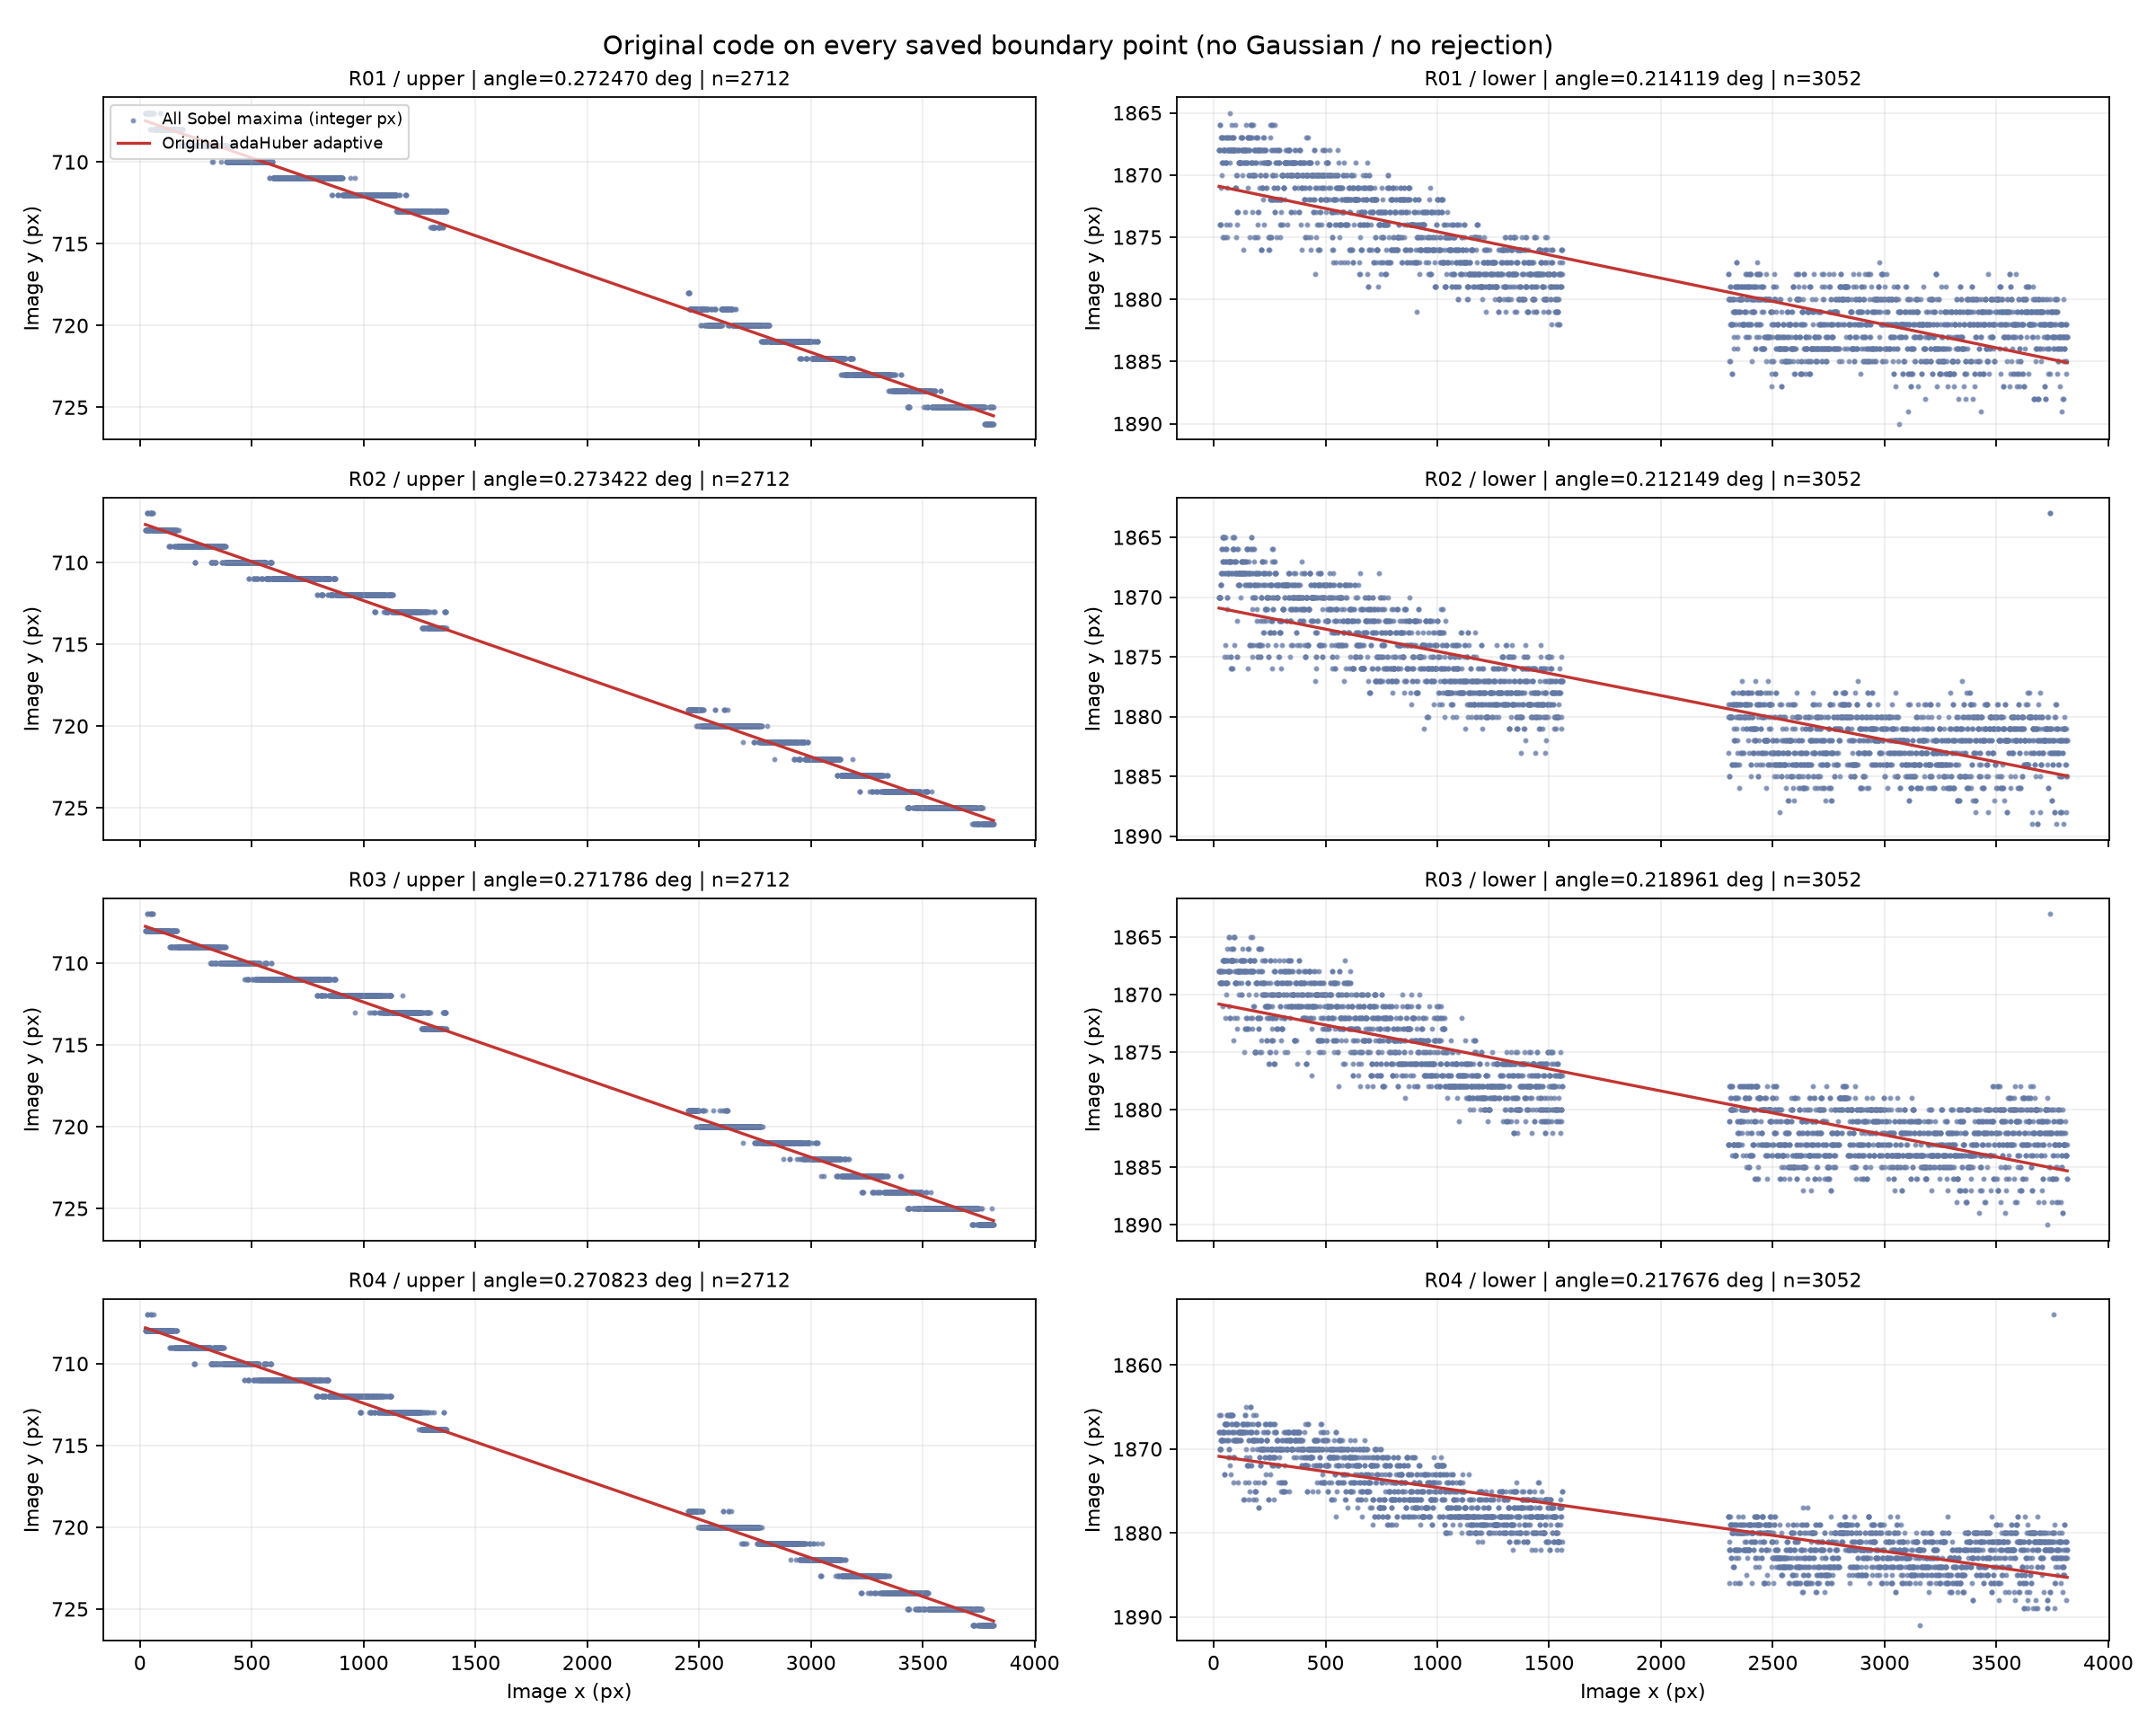 Original code on every saved boundary point (no Gaussian / no rejection)
R01 / upper | angle=0.272470 deg | n=2712
All Sobel maxima (integer px)
Original adaHuber adaptive
710
715
720
725
Image y (px)
R01 / lower | angle=0.214119 deg | n=3052
1865
1870
1875
1880
1885
1890
Image y (px)
R02 / upper | angle=0.273422 deg | n=2712
710
715
720
725
Image y (px)
R02 / lower | angle=0.212149 deg | n=3052
1865
1870
1875
1880
1885
1890
Image y (px)
R03 / upper | angle=0.271786 deg | n=2712
710
715
720
725
Image y (px)
R03 / lower | angle=0.218961 deg | n=3052
1865
1870
1875
1880
1885
1890
Image y (px)
R04 / upper | angle=0.270823 deg | n=2712
710
715
720
725
Image y (px)
0 500 1000 1500 2000 2500 3000 3500 4000
Image x (px)
R04 / lower | angle=0.217676 deg | n=3052
1860
1870
1880
1890
Image y (px)
0 500 1000 1500 2000 2500 3000 3500 4000
Image x (px)